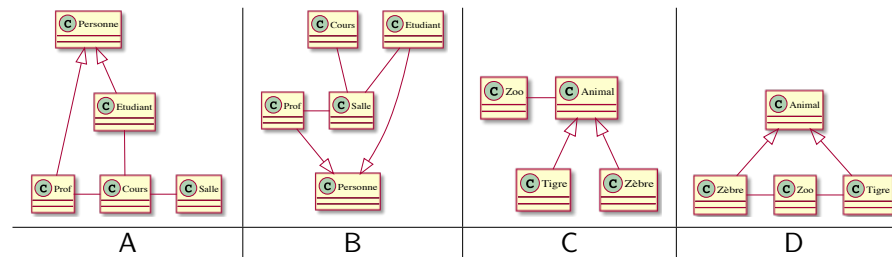 C Personne
C Etudiant
C Prof
C Cours
C Salle
A
C Cours
C Etudiant
C Prof
C Salle
C Personne
B
C Zoo
C Animal
C Tigre
C Zèbre
C
C Animal
C Zèbre
C Zoo
C Tigre
D